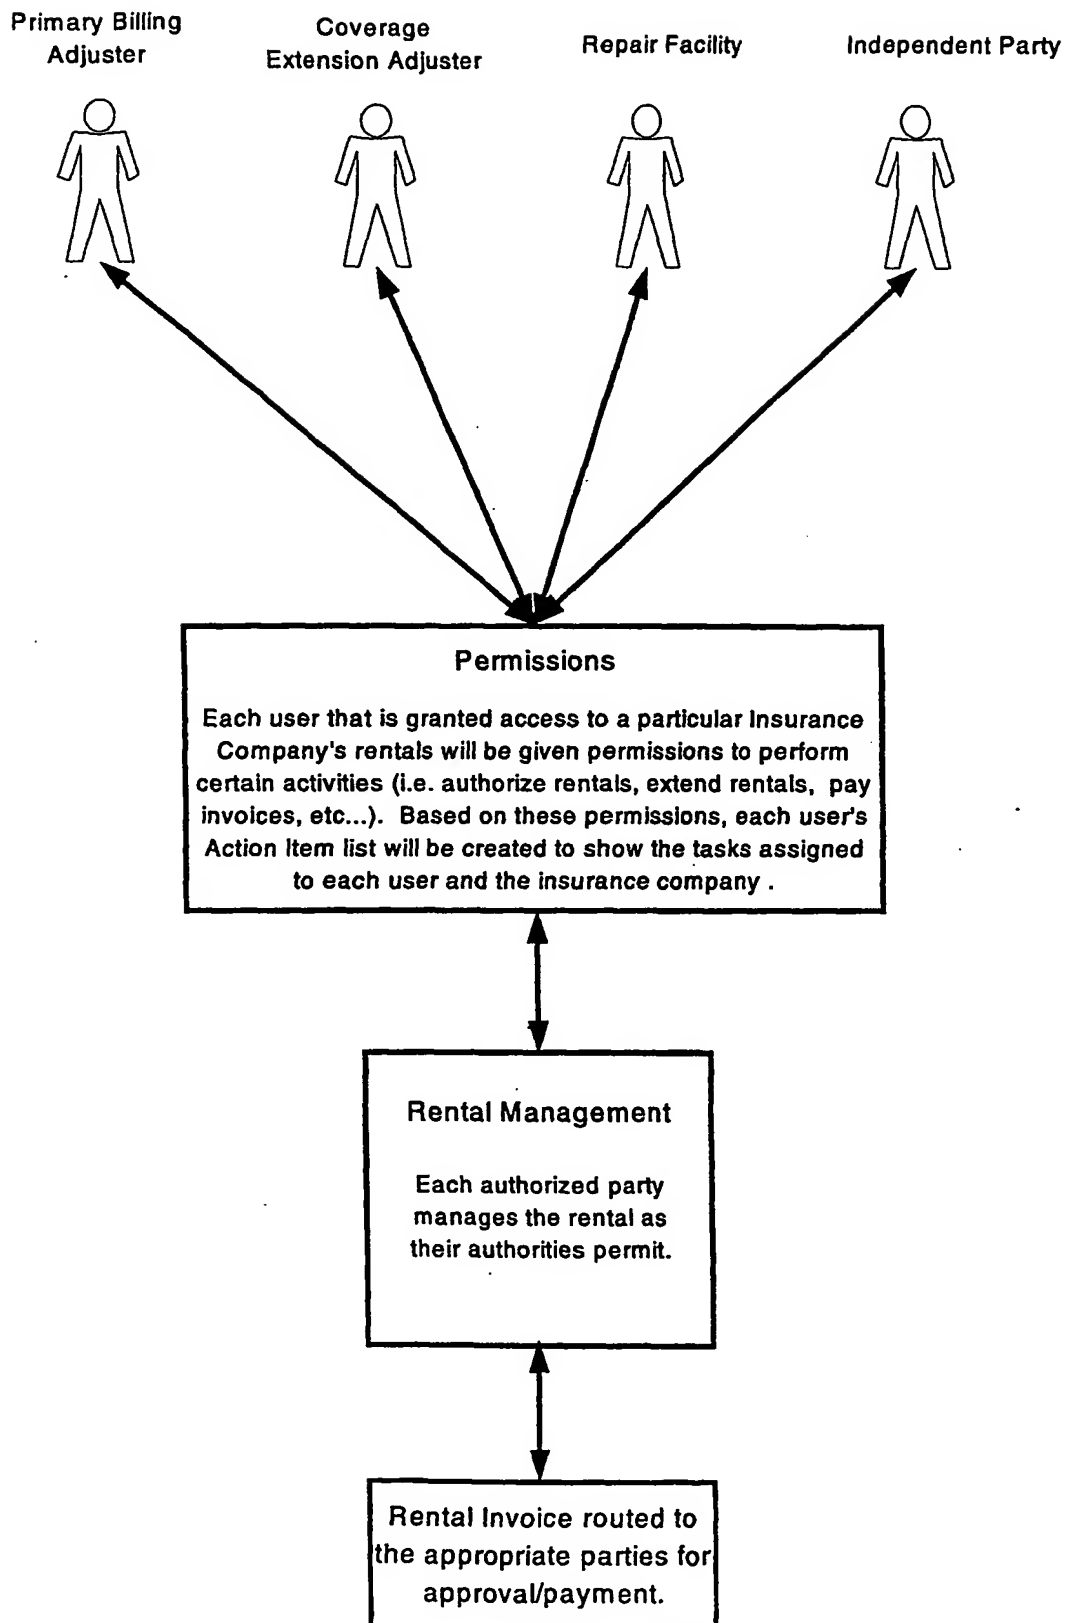 Primary Billing
Adjuster
Coverage
Extension Adjuster
Repair Facility
Independent Party
Permissions
Each user that is granted access to a particular Insurance
Company's rentals will be given permissions to perform
certain activities (i.e. authorize rentals, extend rentals, pay
invoices, etc...). Based on these permissions, each user's
Action Item list will be created to show the tasks assigned
to each user and the insurance company .
Rental Management
Each authorized party
manages the rental as
their authorities permit.
Rental Invoice routed to
the appropriate parties for
approval/payment.